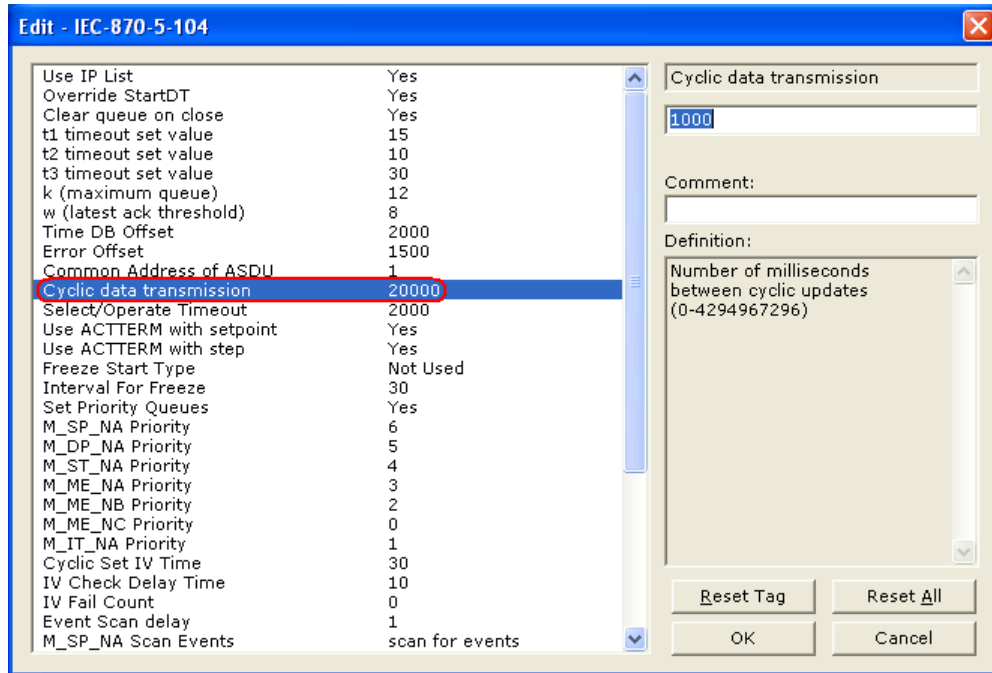 Edit - IEC-870-5-104
Use IP List Yes
Override StartDT Yes
Clear queue on close Yes
t1 timeout set value 15
t2 timeout set value 10
t3 timeout set value 30
k (maximum queue) 12
w (latest ack threshold) 8
Time DB Offset 2000
Error Offset 1500
Common Address of ASDU 1
Cyclic data transmission 20000
Select/Operate Timeout 2000
Use ACTTERM with setpoint Yes
Use ACTTERM with step Yes
Freeze Start Type Not Used
Interval For Freeze 30
Set Priority Queues Yes
M_SP_NA Priority 6
M_DP_NA Priority 5
M_ST_NA Priority 4
M_ME_NA Priority 3
M_ME_NB Priority 2
M_ME_NC Priority 0
M_IT_NA Priority 1
Cyclic Set IV Time 30
IV Check Delay Time 10
IV Fail Count 0
Event Scan delay 1
M_SP_NA Scan Events scan for events
Cyclic data transmission
1000
Comment:
Definition:
Number of milliseconds
between cyclic updates
(0-4294967296)
Reset Tag Reset All
OK Cancel